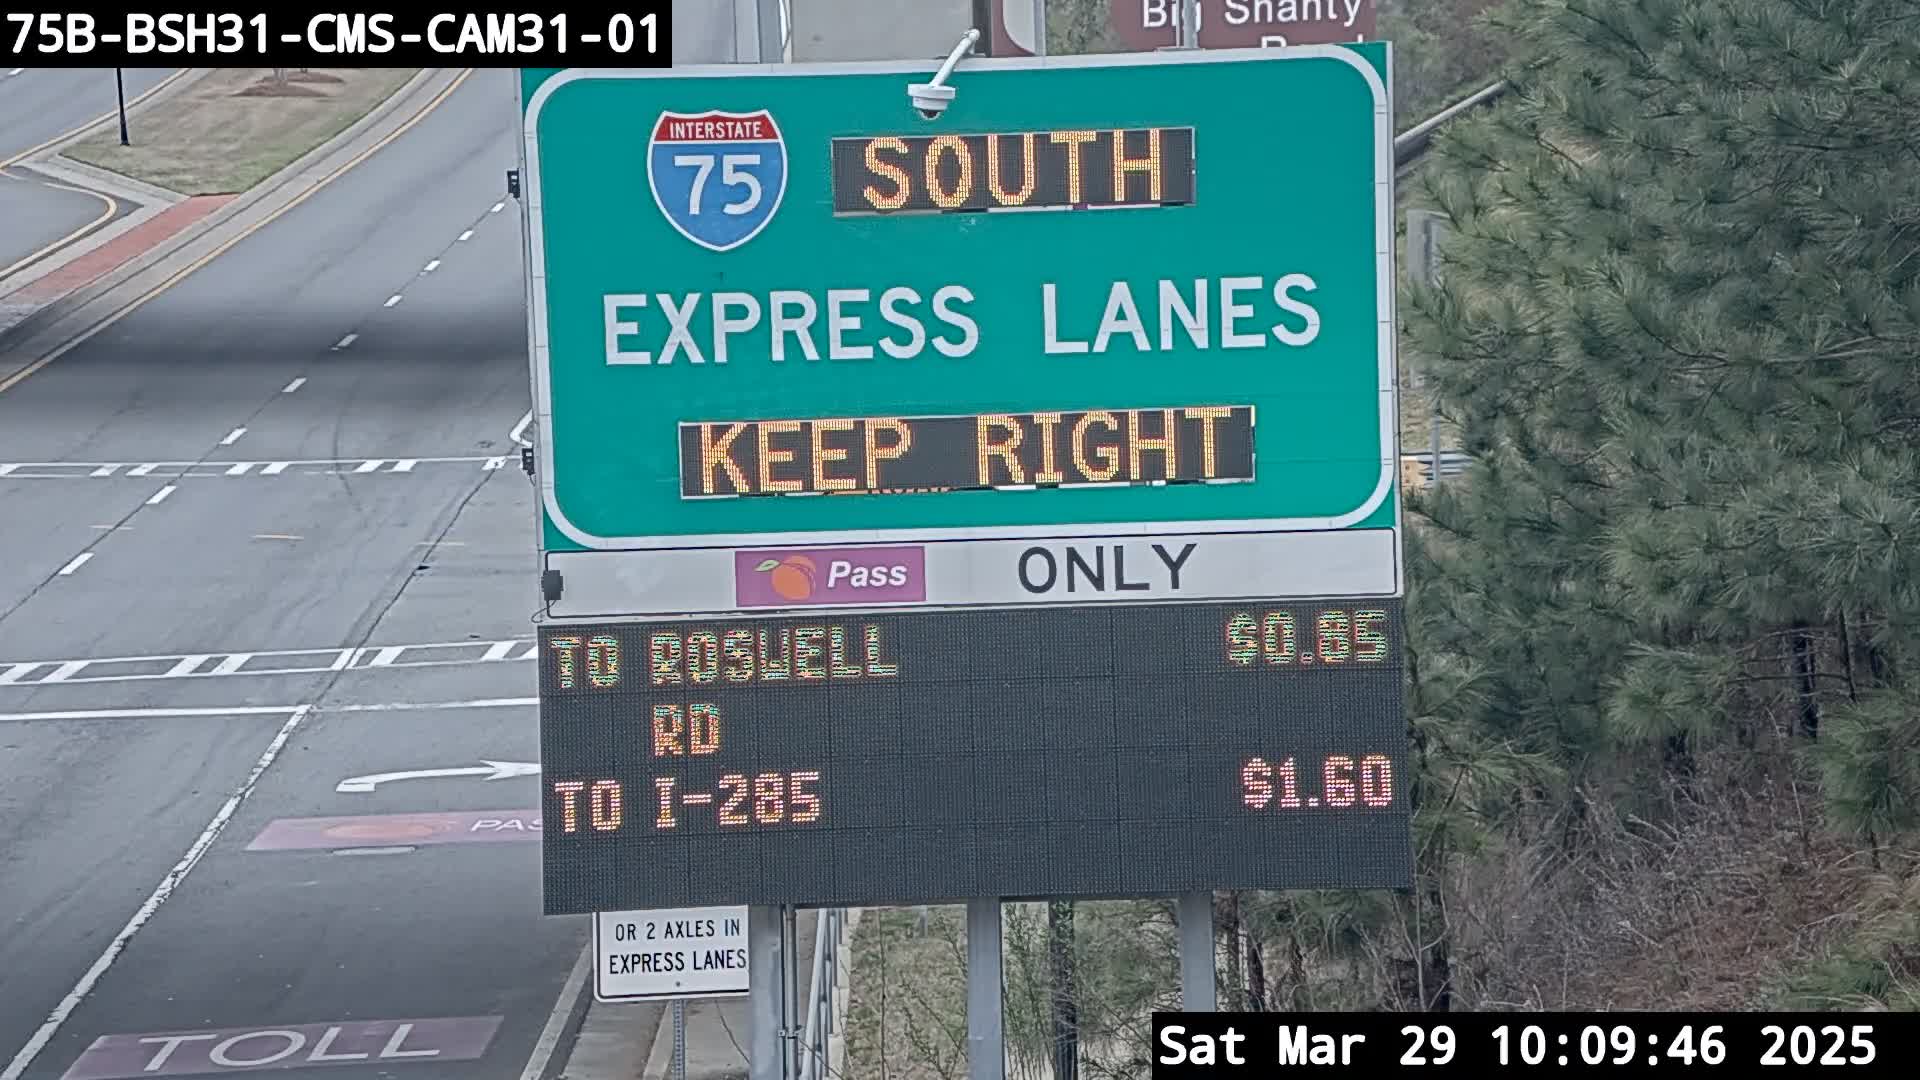 75B-BSH31-CMS-CAM31-01
Big Shanty
INTERSTATE
75
SOUTH
EXPRESS LANES
KEEP RIGHT
Pass ONLY
TO ROSWELL $0.85
RD
TO I-285 $1.60
OR 2 AXLES IN
EXPRESS LANES
TOLL
Sat Mar 29 10:09:46 2025